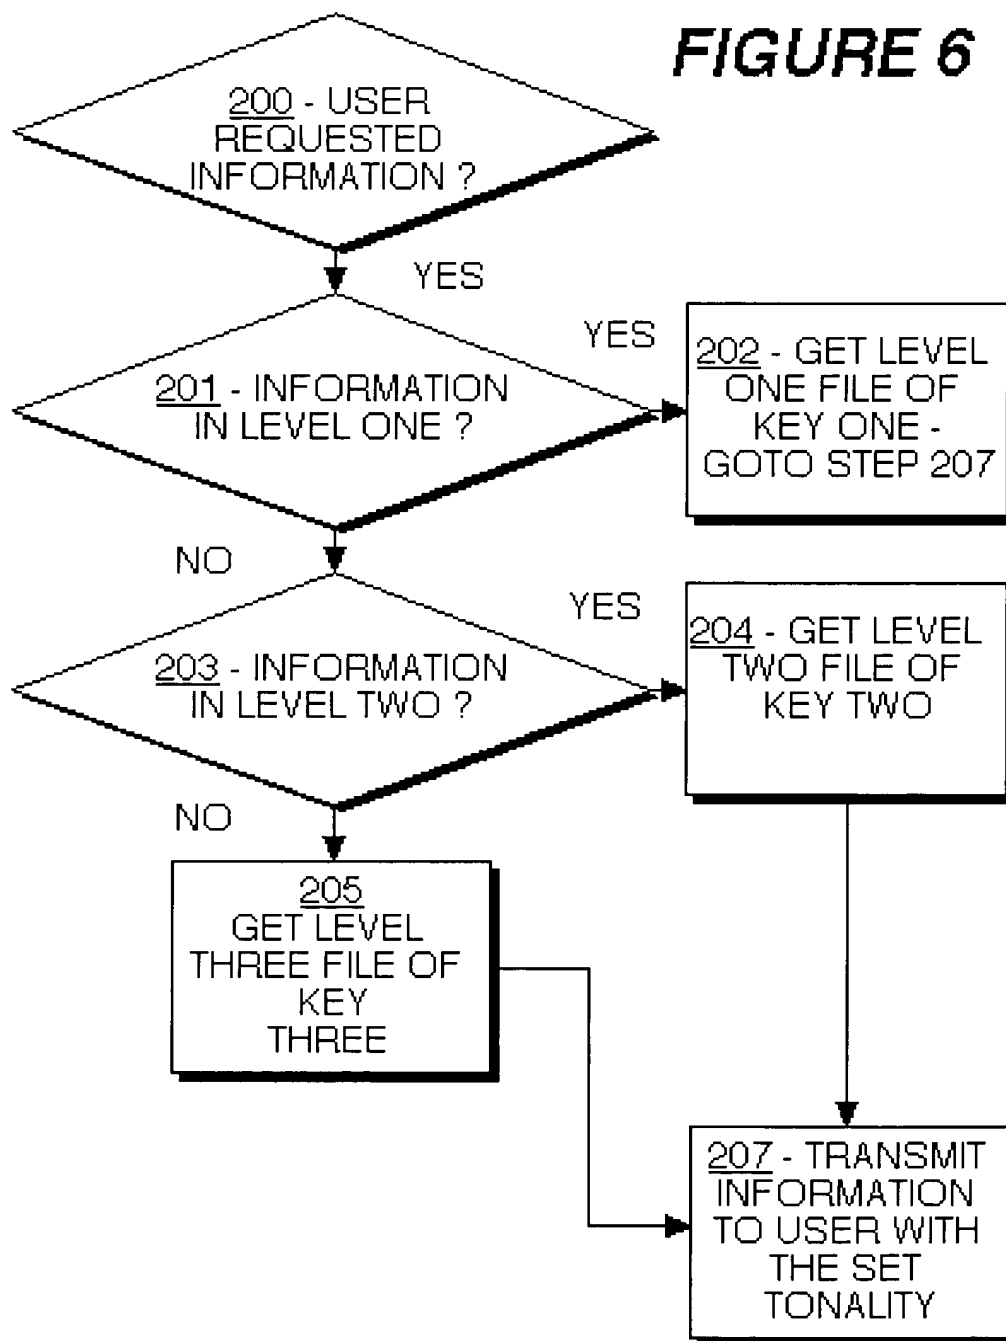 FIGURE 6
200 - USER
REQUESTED
INFORMATION ?
YES
201 - INFORMATION
IN LEVEL ONE ?
YES
202 - GET LEVEL
ONE FILE OF
KEY ONE -
GOTO STEP 207
NO
203 - INFORMATION
IN LEVEL TWO ?
YES
204 - GET LEVEL
TWO FILE OF
KEY TWO
NO
205
GET LEVEL
THREE FILE OF
KEY
THREE
207 - TRANSMIT
INFORMATION
TO USER WITH
THE SET
TONALITY